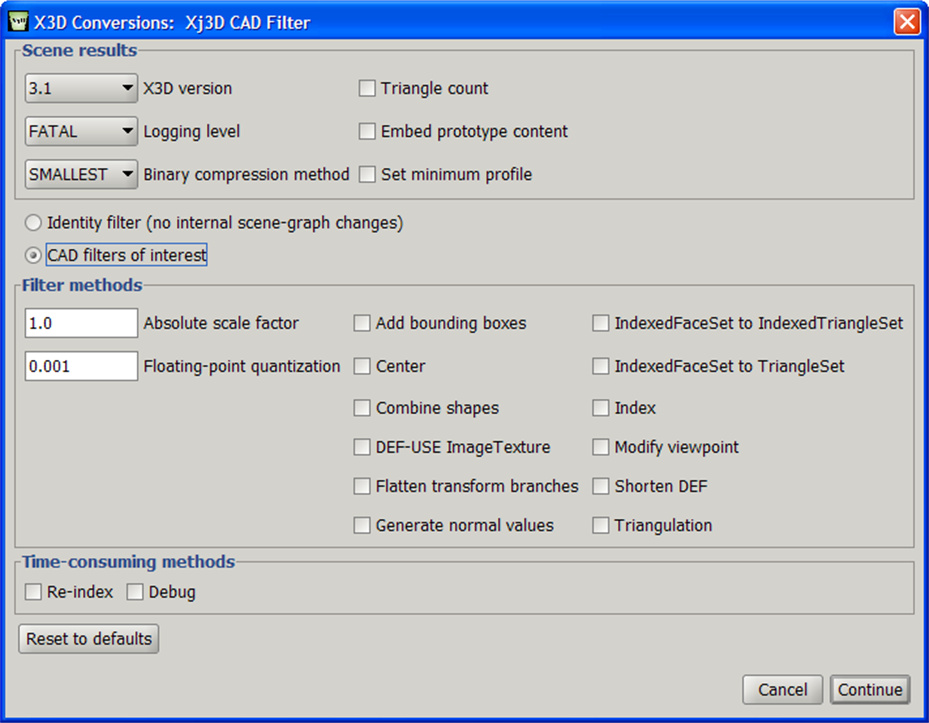 X3D Conversions: Xj3D CAD Filter
Scene results
3.1 X3D version Triangle count
FATAL Logging level Embed prototype content
SMALLEST Binary compression method Set minimum profile
Identity filter (no internal scene-graph changes)
CAD filters of interest
Filter methods
1.0 Absolute scale factor Add bounding boxes IndexedFaceSet to IndexedTriangleSet
0.001 Floating-point quantization Center IndexedFaceSet to TriangleSet
Combine shapes Index
DEF-USE ImageTexture Modify viewpoint
Flatten transform branches Shorten DEF
Generate normal values Triangulation
Time-consuming methods
Re-index Debug
Reset to defaults
Cancel Continue